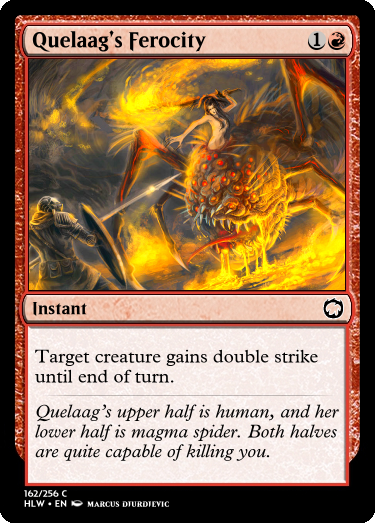 Quelaag's Ferocity 1
Instant
Target creature gains double strike
until end of turn.
Quelaag's upper half is human, and her
lower half is magma spider. Both halves
are quite capable of killing you.
162/256 C
HLW • EN MARCUS DJURDJEVIC